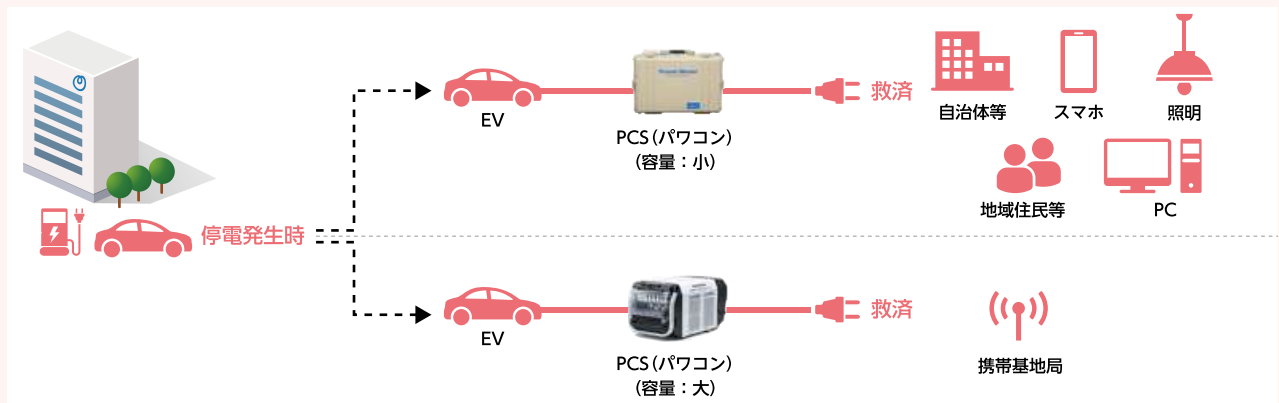 停電発生時
EV
PCS(パワコン)
(容量：小)
救済
自治体等
スマホ
照明
地域住民等
PC
EV
PCS(パワコン)
(容量：大)
救済
携帯基地局